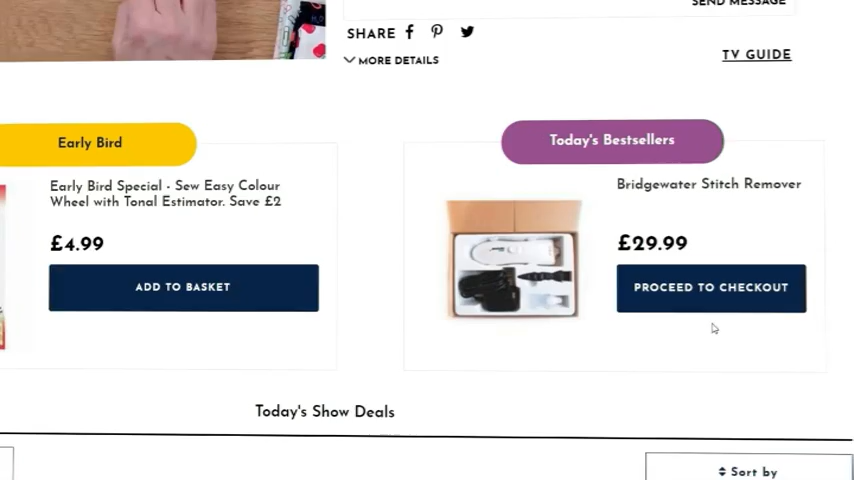 SEND MESSAGE
SHARE
MORE DETAILS
TV GUIDE
Early Bird
Early Bird Special - Sew Easy Colour
Wheel with Tonal Estimator. Save £2
£4.99
ADD TO BASKET
Today's Bestsellers
Bridgewater Stitch Remover
£29.99
PROCEED TO CHECKOUT
Today's Show Deals
Sort by